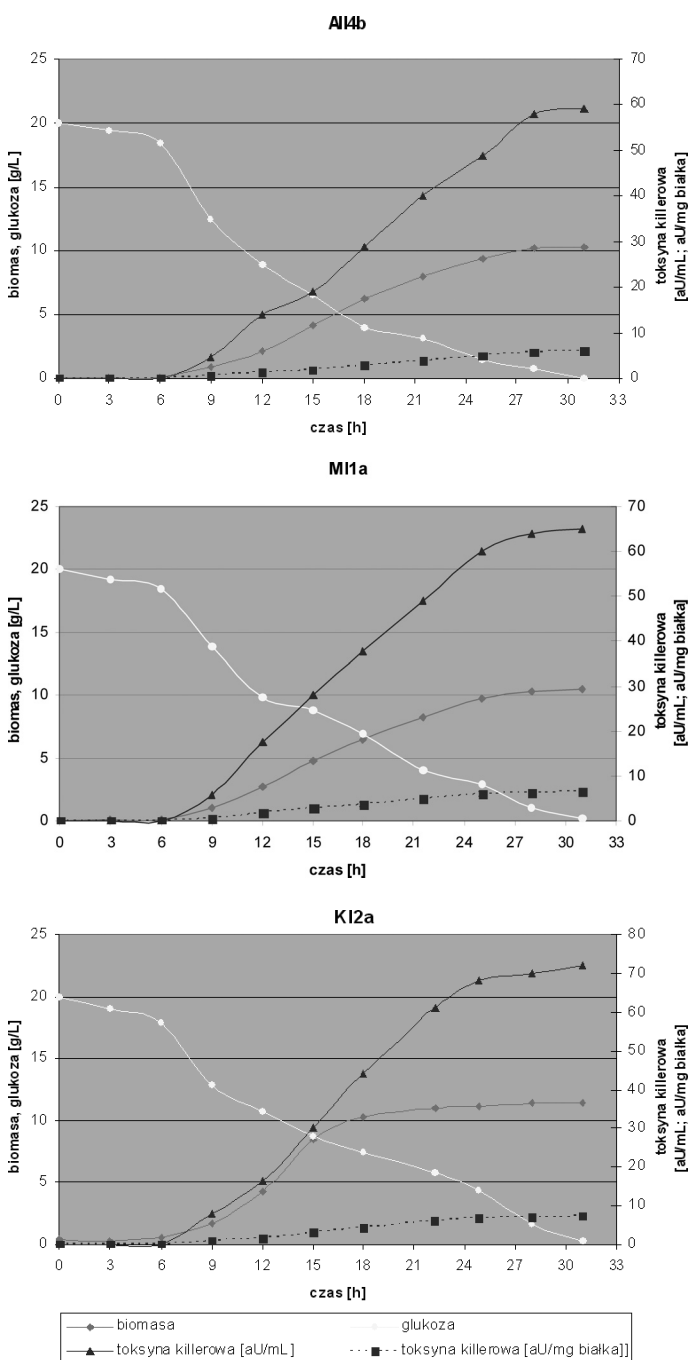 AII4b
25
20
15
10
5
0
biomas, glukoza [g/L]
70
60
50
40
30
20
10
0
toksyna killerowa
[aU/mL; aU/mg białka]
0 3 6 9 12 15 18 21 24 27 30 33
czas [h]
MI1a
25
20
15
10
5
0
biomas, glukoza [g/L]
70
60
50
40
30
20
10
0
toksyna killerowa
[aU/mL; aU/mg białka]
0 3 6 9 12 15 18 21 24 27 30 33
czas [h]
KI2a
25
20
15
10
5
0
biomasa, glukoza [g/L]
80
70
60
50
40
30
20
10
0
toksyna killerowa
[aU/mL; aU/mg białka]
0 3 6 9 12 15 18 21 24 27 30 33
czas [h]
biomasa glukoza
toksyna killerowa [aU/mL] toksyna killerowa [aU/mg białka]]